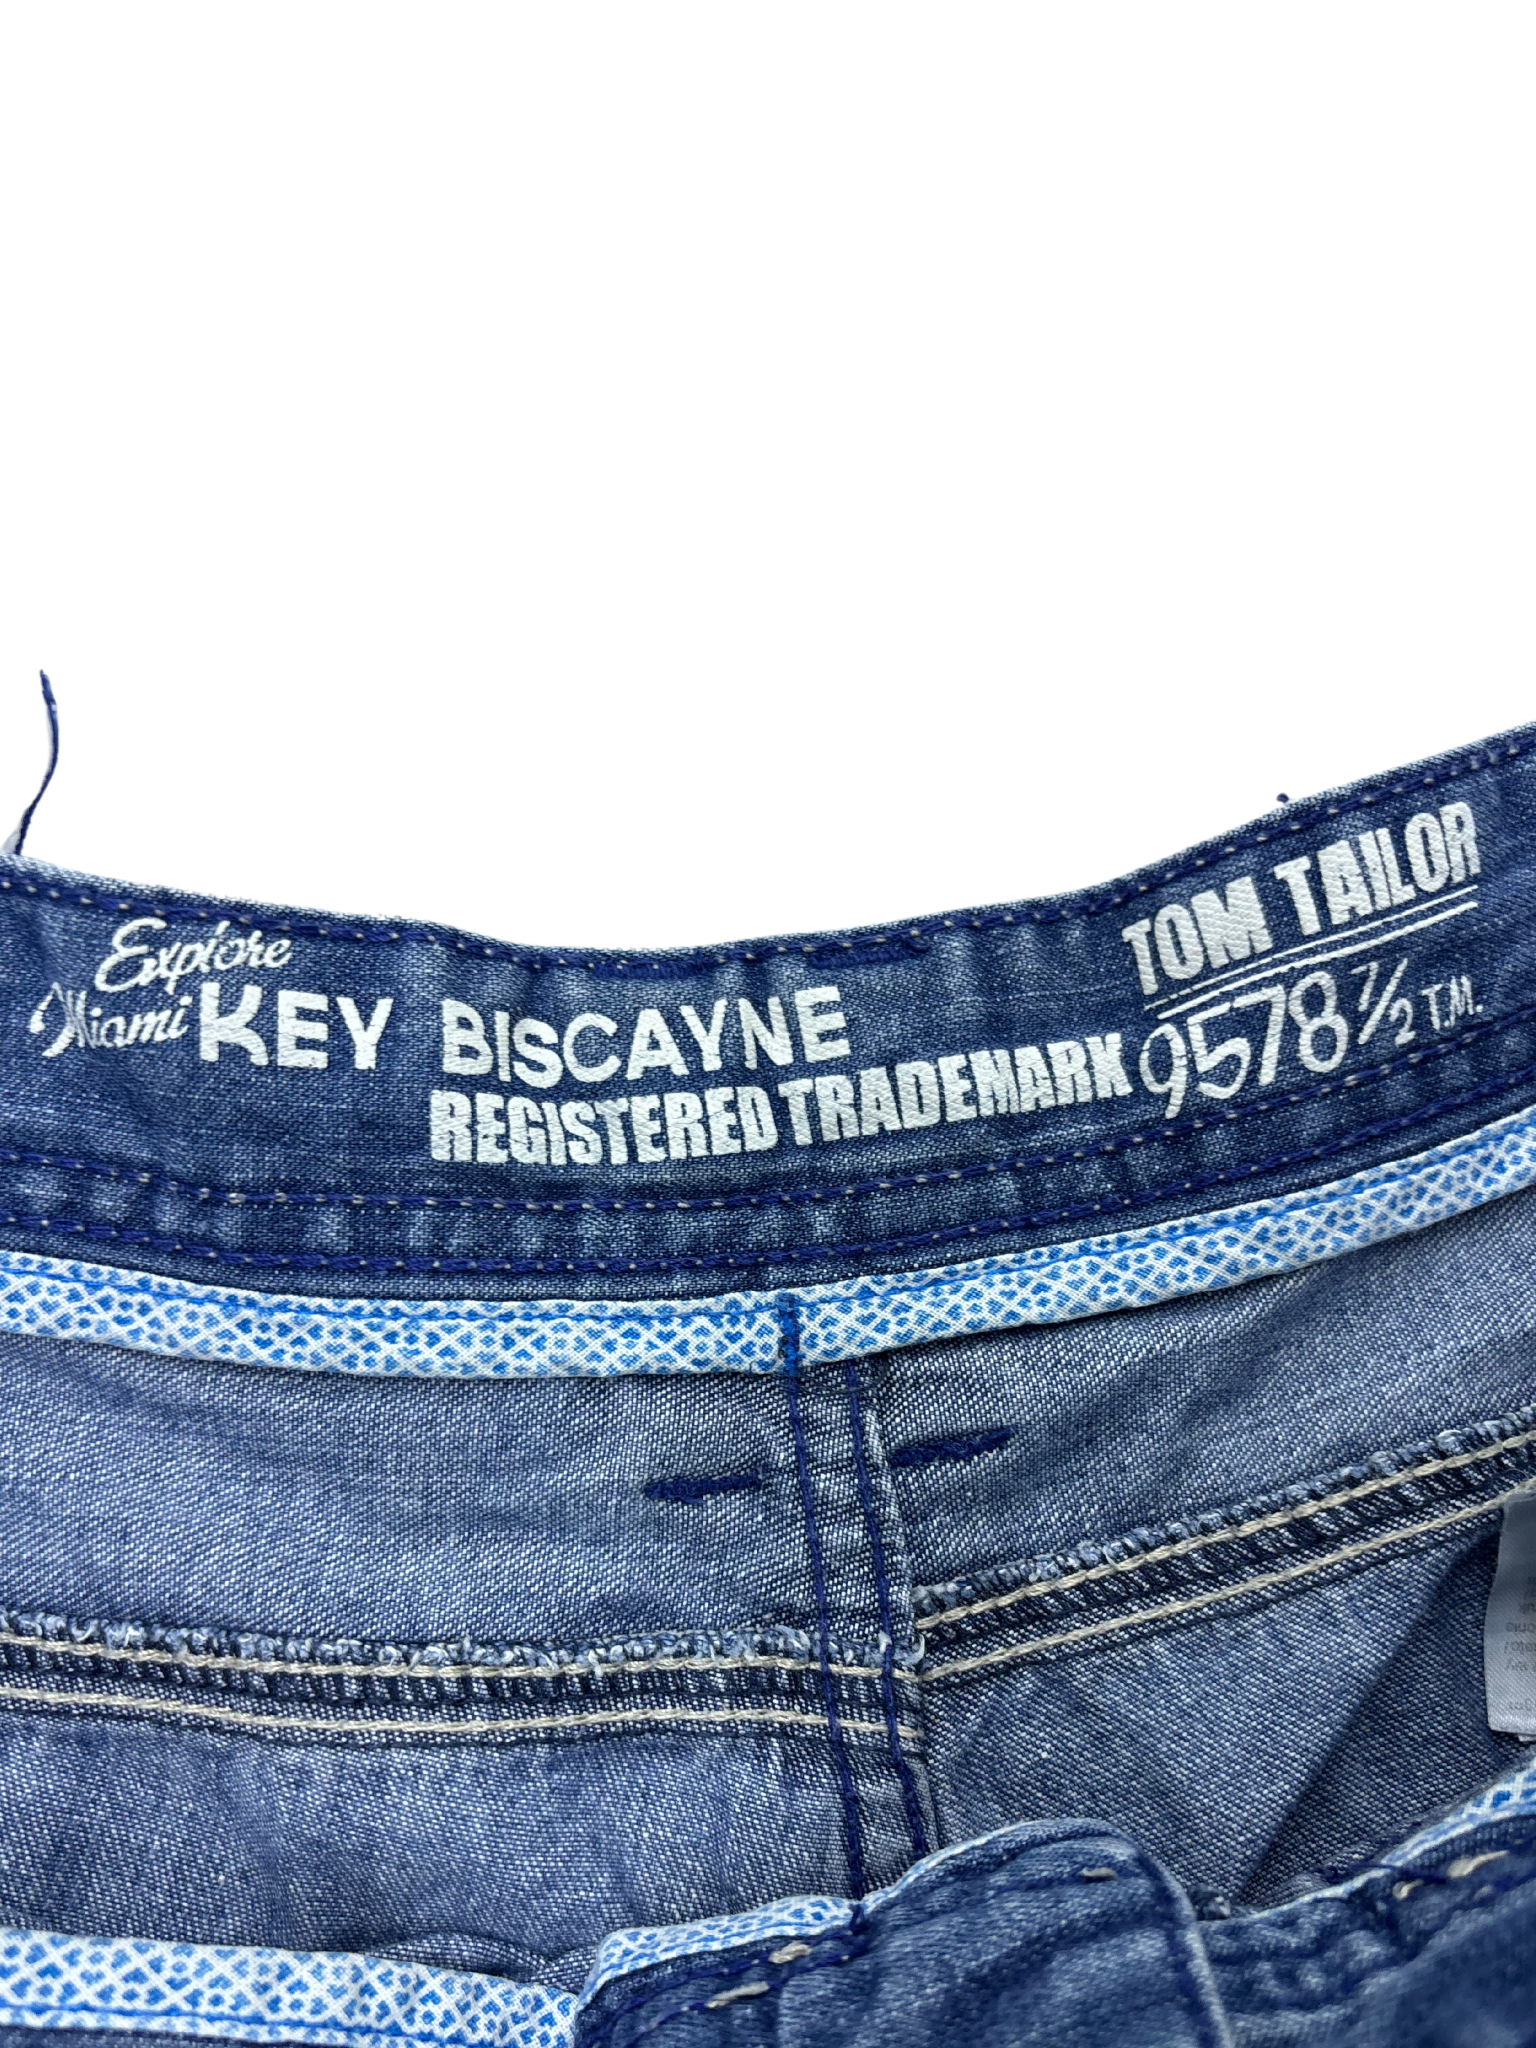 Explore
Miami KEY BISCAYNE
REGISTERED TRADEMARK
TOM TAILOR
9578 1/2 T.M.